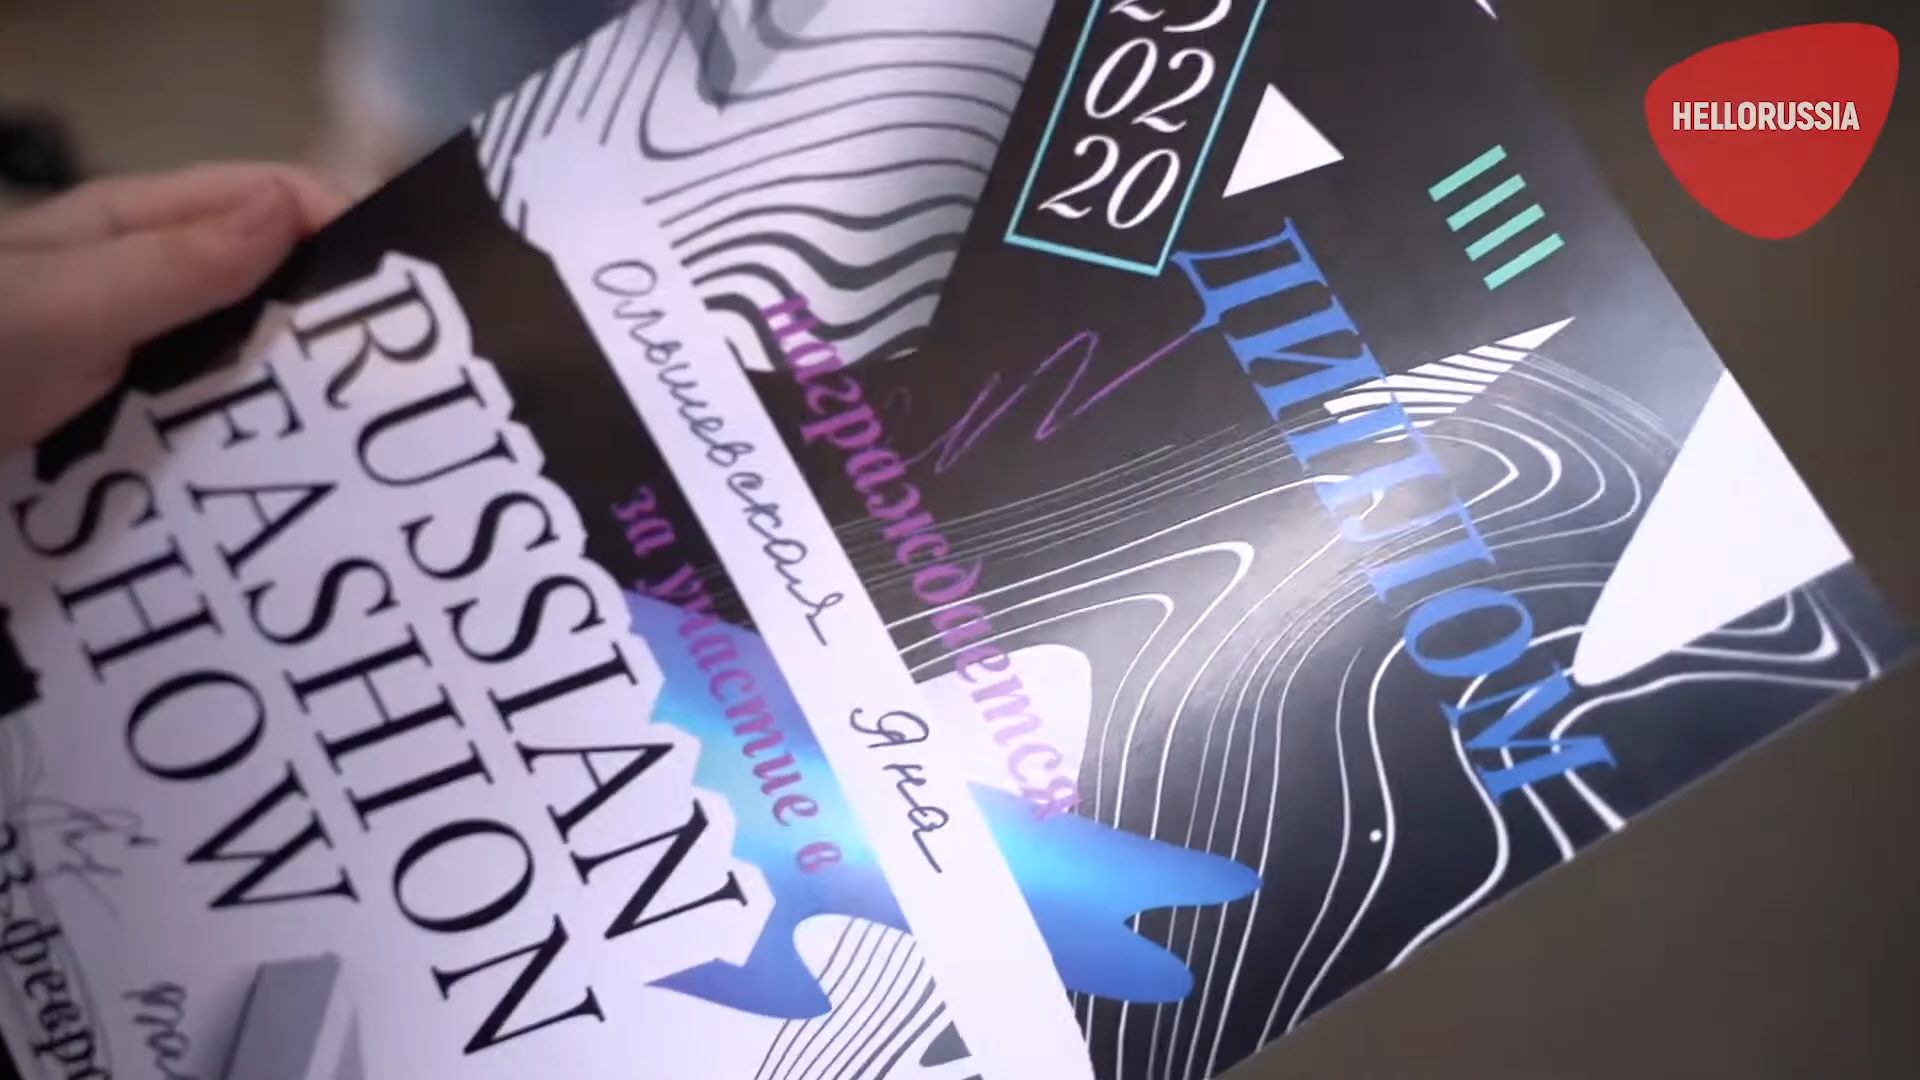 HELLORUSSIA
02
20
ДИПЛОМ
награждается
Ольшевская Яна
за участие в
RUSSIAN
FASHION
SHOW